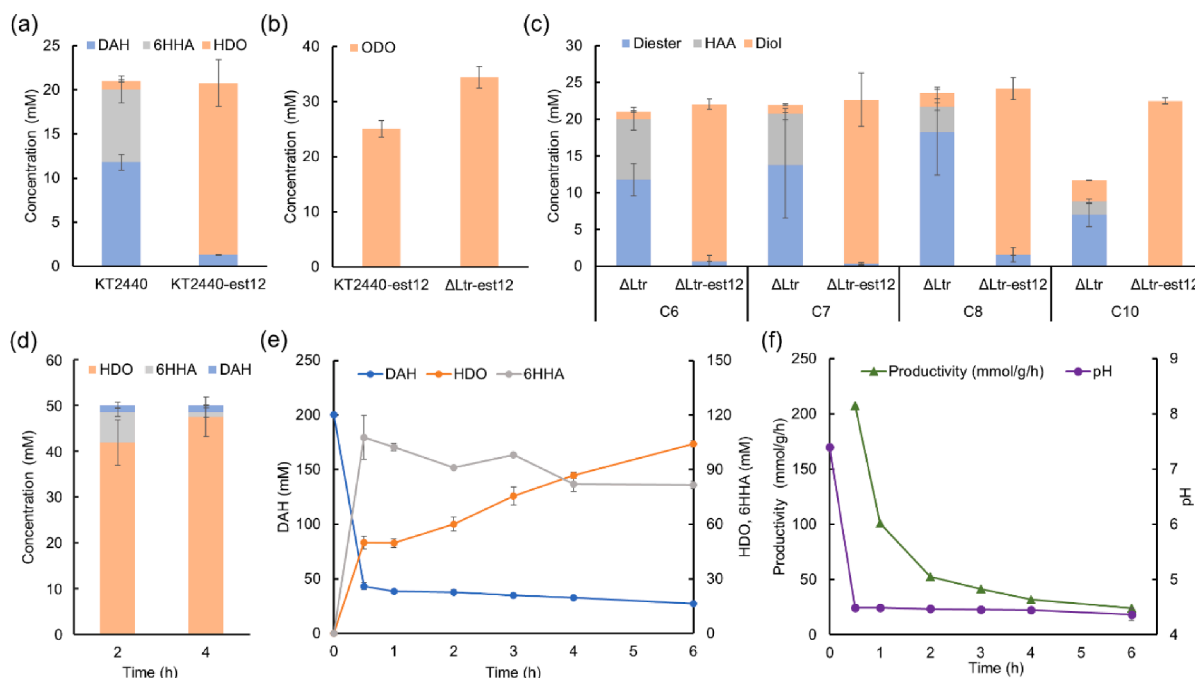 (a)
DAH 6HHA HDO
Concentration (mM)
25
20
15
10
5
0
KT2440 KT2440-est12
(b)
ODO
Concentration (mM)
40
30
20
10
0
KT2440-est12 ΔLtr-est12
(c)
Diester HAA Diol
Concentration (mM)
30
25
20
15
10
5
0
ΔLtr ΔLtr-est12 ΔLtr ΔLtr-est12 ΔLtr ΔLtr-est12 ΔLtr ΔLtr-est12
C6 C7 C8 C10
(d)
HDO 6HHA DAH
Concentration (mM)
60
50
40
30
20
10
0
2 4
Time (h)
(e)
DAH HDO 6HHA
DAH (mM)
250
200
150
100
50
0
HDO, 6HHA (mM)
150
120
90
60
30
0
0 1 2 3 4 5 6
Time (h)
(f)
Productivity (mmol/g/h) pH
Productivity (mmol/g/h)
250
200
150
100
50
0
pH
9
8
7
6
5
4
0 1 2 3 4 5 6
Time (h)